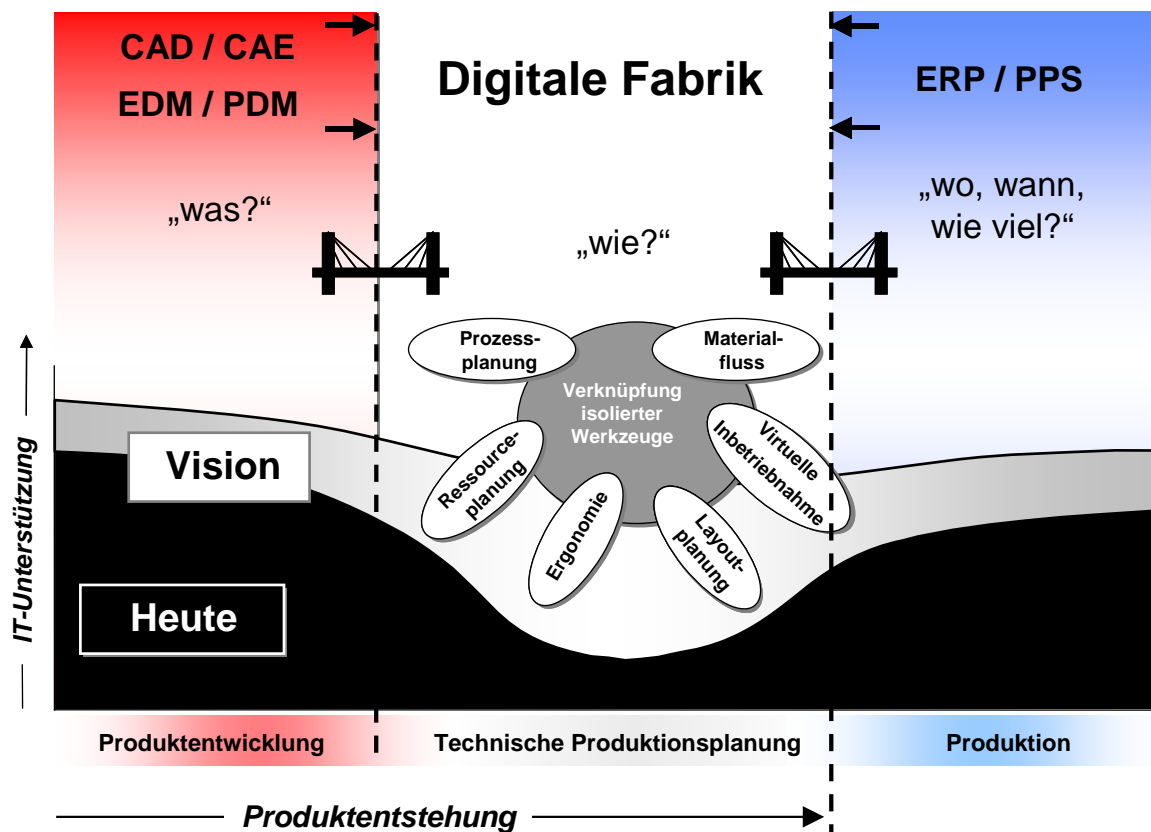 CAD / CAE
EDM / PDM
Digitale Fabrik
ERP / PPS
„was?“
„wie?“
„wo, wann,
wie viel?“
Prozess-
planung
Material-
fluss
Verknüpfung
isolierter
Werkzeuge
Ressource-
planung
Ergonomie
Layout-
planung
Virtuelle
Inbetriebnahme
IT-Unterstützung
Vision
Heute
Produktentwicklung
Technische Produktionsplanung
Produktion
Produktentstehung